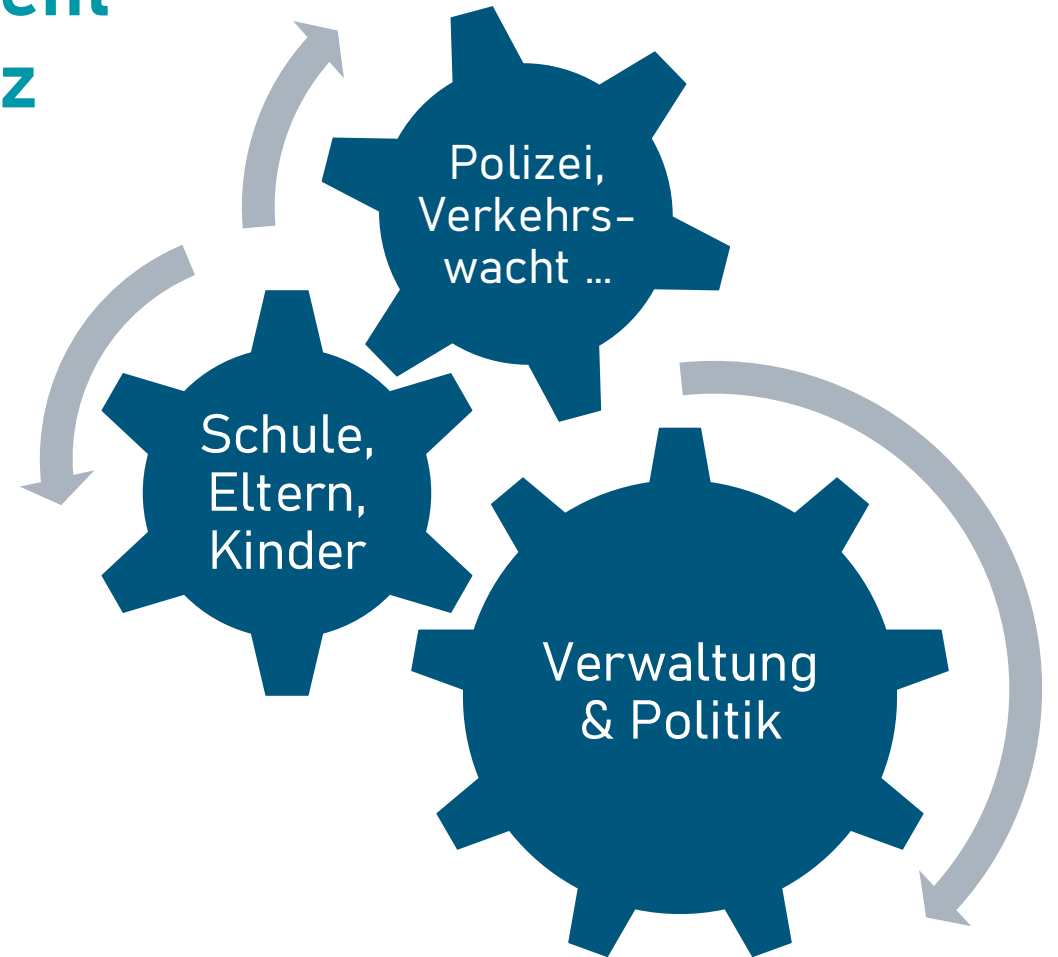 z
Polizei,
Verkehrs-
wacht ...
Schule,
Eltern,
Kinder
Verwaltung
& Politik